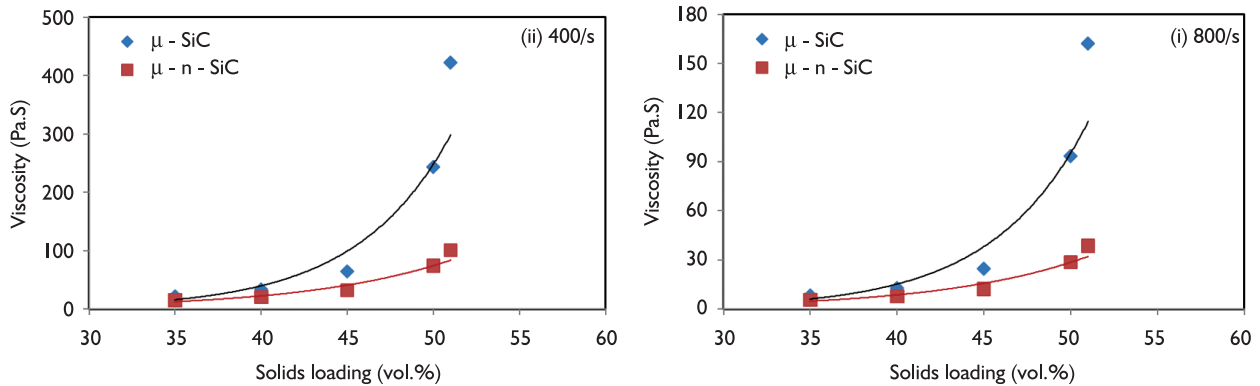 500
400
300
200
100
0
30 35 40 45 50 55 60
Viscosity (Pa.S)
Solids loading (vol.%)
μ - SiC
μ - n - SiC
(ii) 400/s
180
150
120
90
60
30
0
30 35 40 45 50 55 60
Viscosity (Pa.S)
Solids loading (vol.%)
μ - SiC
μ - n - SiC
(i) 800/s